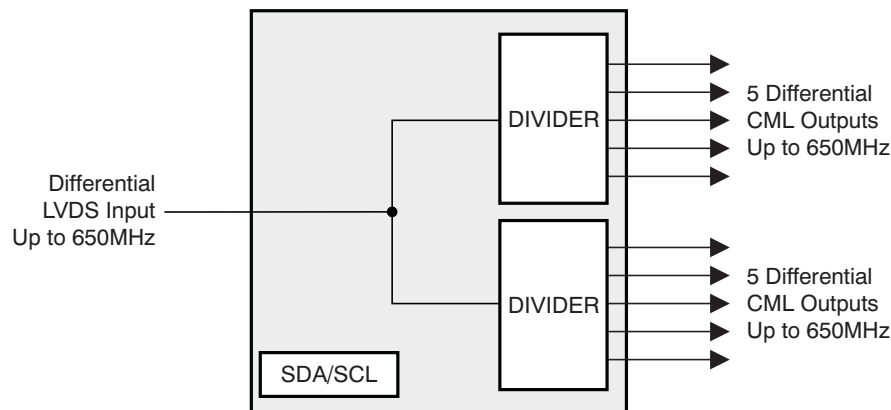 DIVIDER
5 Differential
CML Outputs
Up to 650MHz
Differential
LVDS Input
Up to 650MHz
DIVIDER
5 Differential
CML Outputs
Up to 650MHz
SDA/SCL